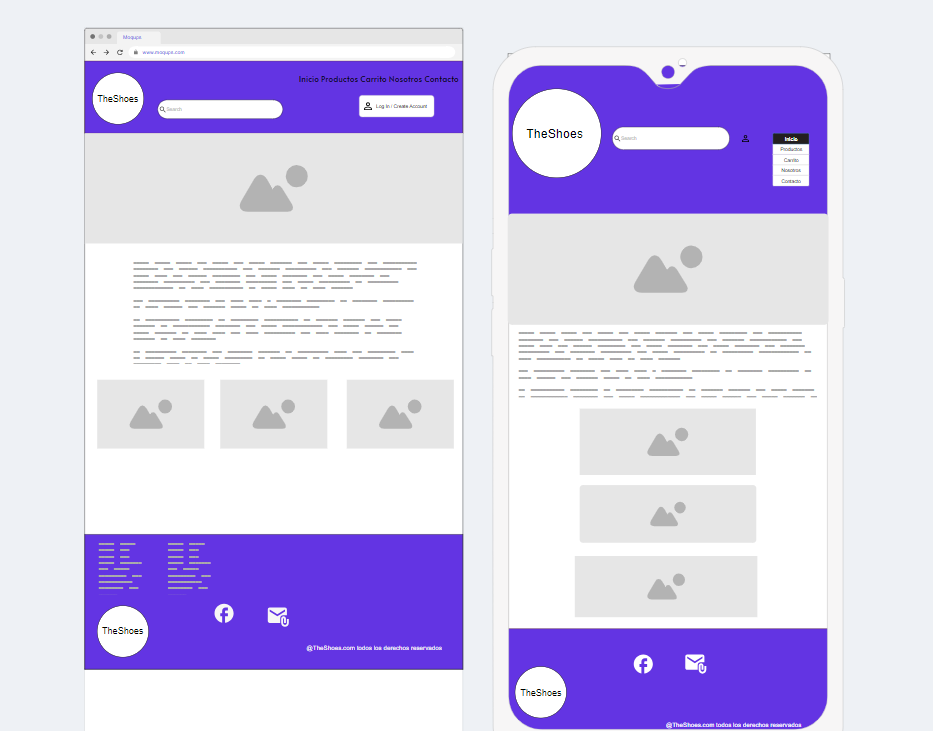 Moqups
www.moqups.com
Inicio Productos Carrito Nosotros Contacto
TheShoes
Search
Log In / Create Account
TheShoes
@TheShoes.com todos los derechos reservados
TheShoes
Search
Inicio
Productos
Carrito
Nosotros
Contacto
TheShoes
@TheShoes.com todos los derechos reservados